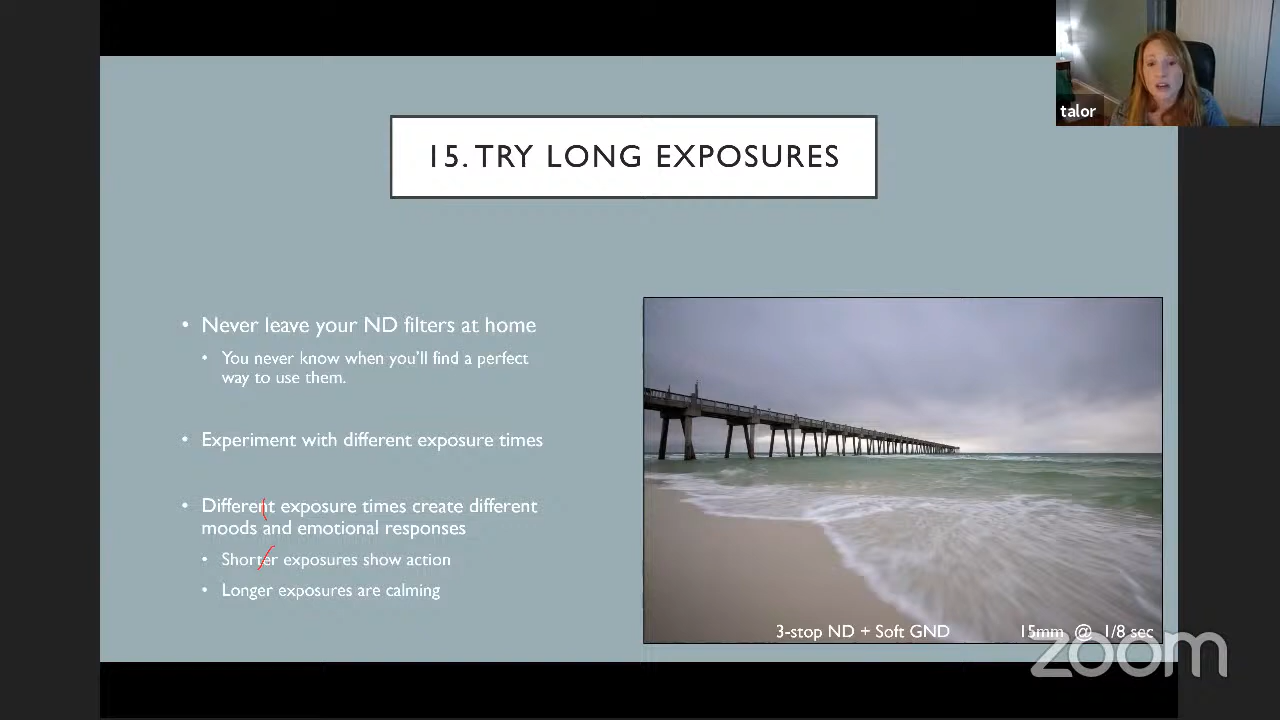 talor
15. TRY LONG EXPOSURES
• Never leave your ND filters at home
• You never know when you'll find a perfect
way to use them.
• Experiment with different exposure times
• Different exposure times create different
moods and emotional responses
• Shorter exposures show action
• Longer exposures are calming
3-stop ND + Soft GND
15mm @ 1/8 sec
zoom